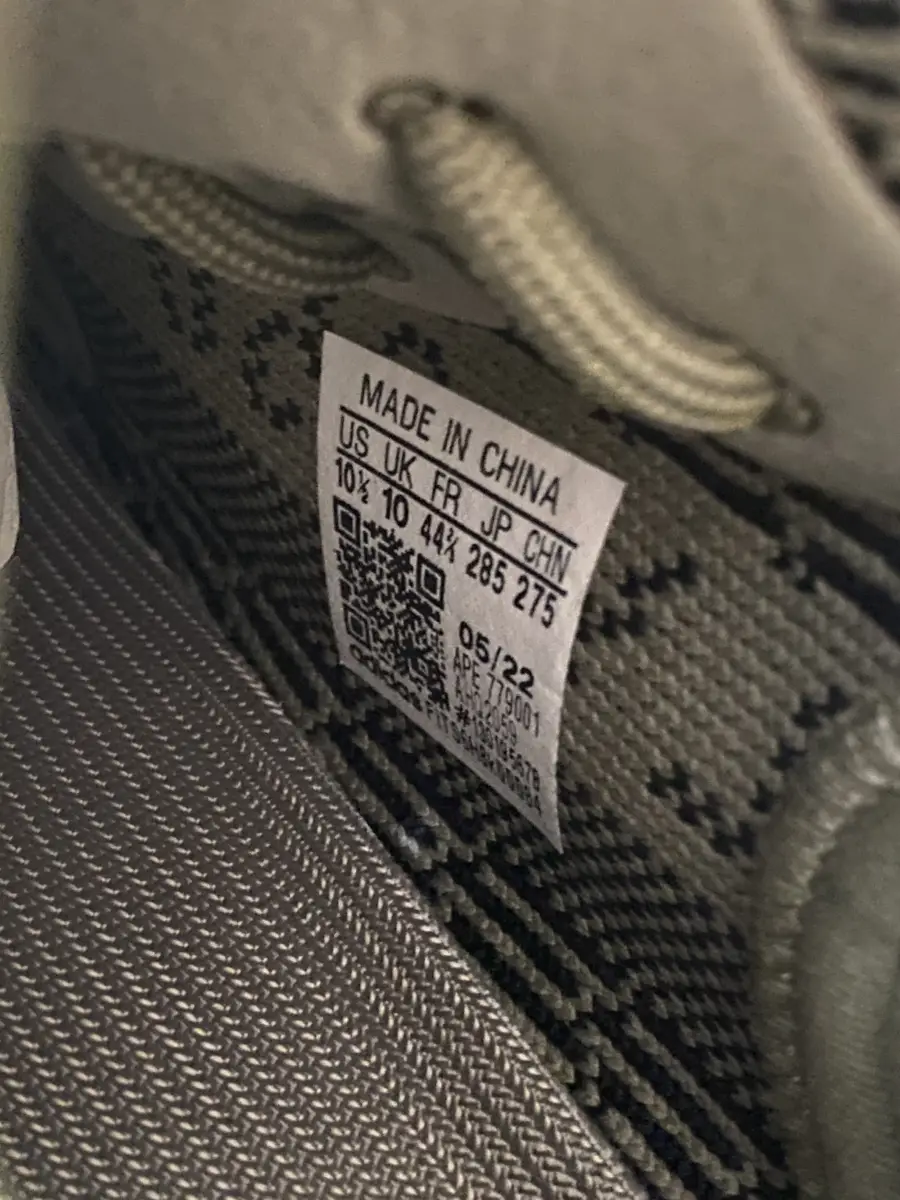 MADE IN CHINA
US UK FR JP CHN
10½ 10 44⅔ 285 275
05/22
APE 779001
adidas